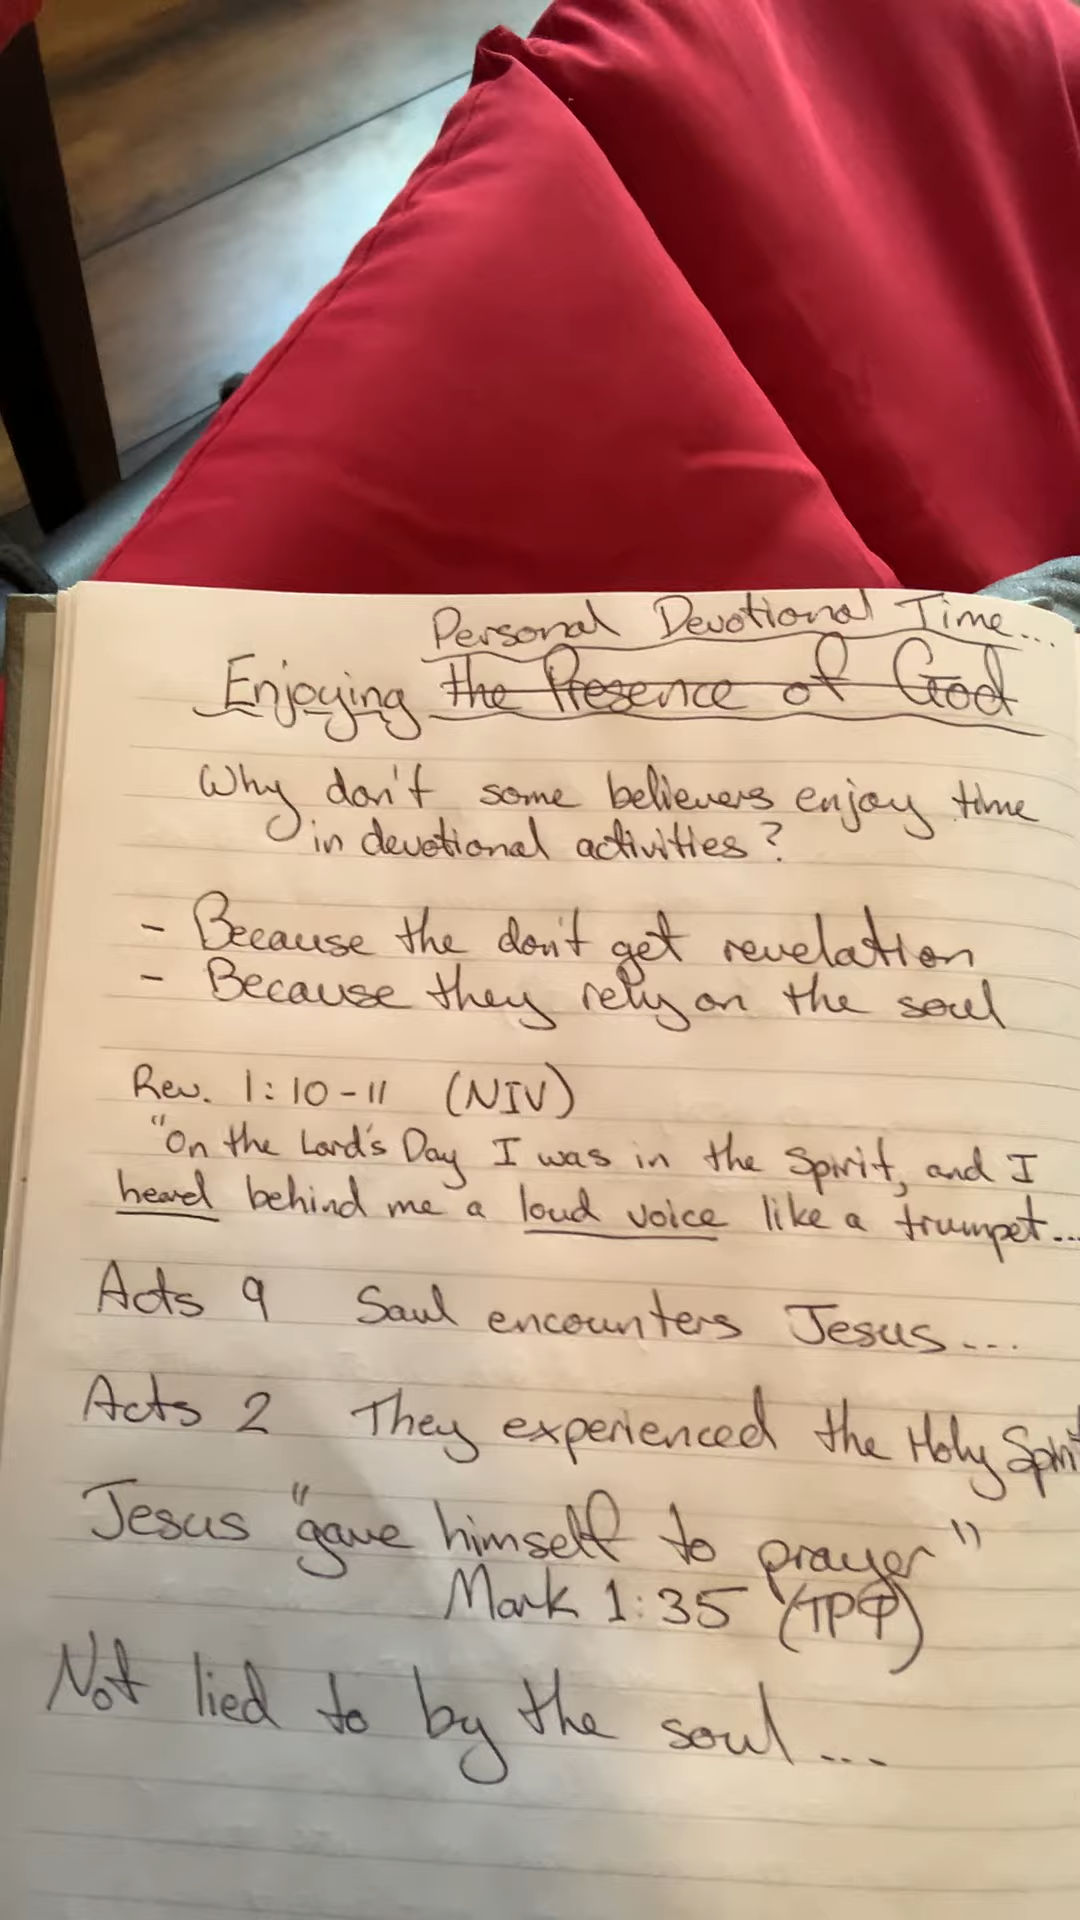 Personal Devotional Time...
Enjoying the Presence of God
Why don't some believers enjoy time
in devotional activities?
- Because the don't get revelation
- Because they rely on the soul
Rev. 1:10-11 (NIV)
"On the Lord's Day I was in the Spirit, and I
heard behind me a loud voice like a trumpet...
Acts 9 Saul encounters Jesus...
Acts 2 They experienced the Holy Spirit
Jesus "gave himself to prayer"
Mark 1:35 (TPT)
Not lied to by the soul...